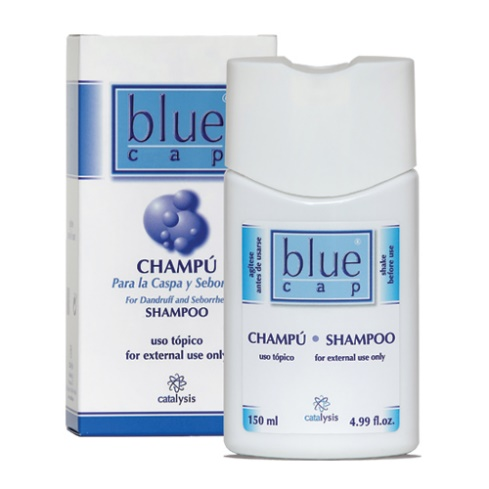 blue®
cap
CHAMPÚ
Para la Caspa y Sebor
For Dandruff and Seborrhe
SHAMPOO
uso tópico
for external use only
catalysis
agítese
antes de usarse
blue®
cap
shake
before use
CHAMPÚ • SHAMPOO
uso tópico for external use only
catalysis
150 ml 4.99 fl.oz.